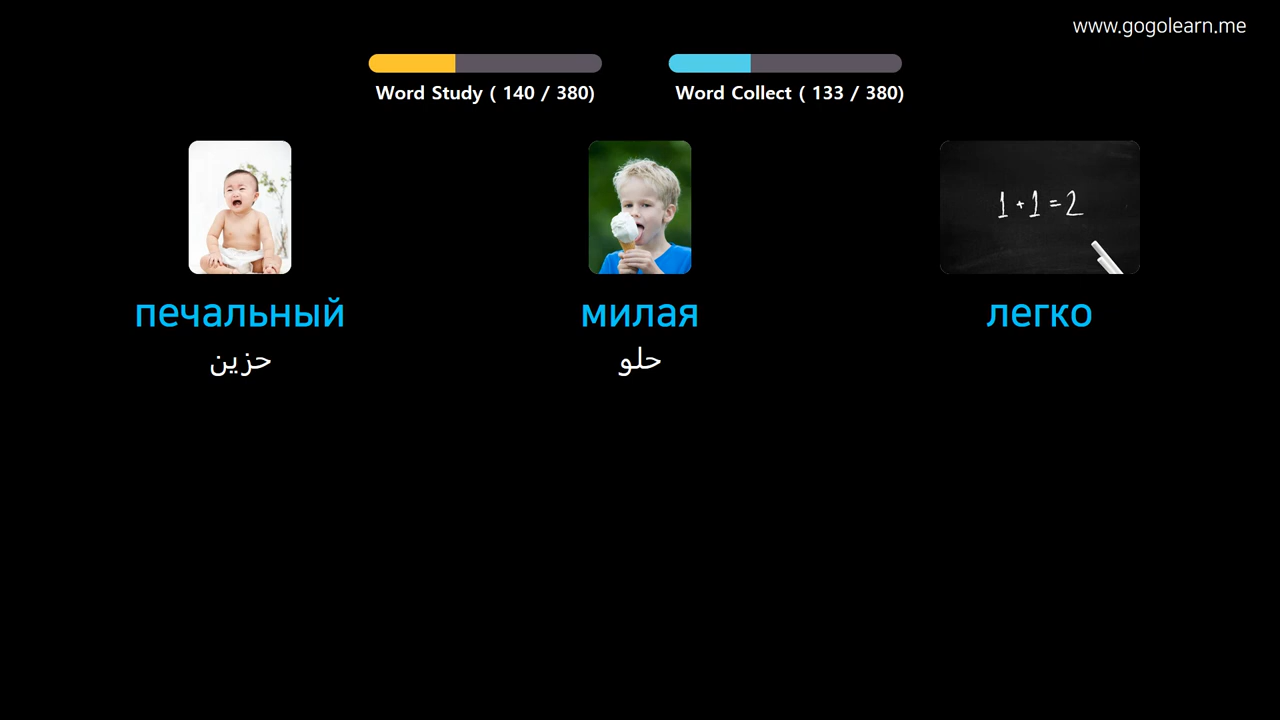 www.gogolearn.me
Word Study ( 140 / 380)
Word Collect ( 133 / 380)
1 + 1 = 2
печальный
милая
легко
حزين
حلو